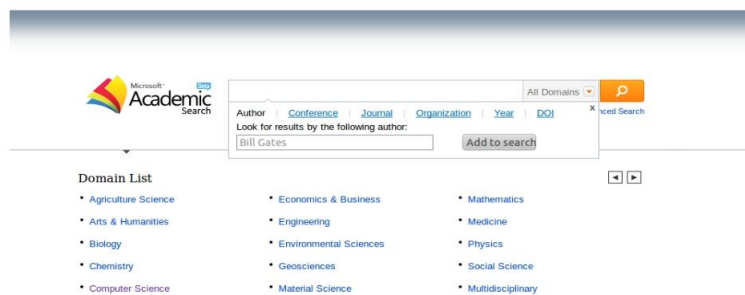 Microsoft® Beta
Academic
Search
All Domains
Author | Conference | Journal | Organization | Year | DOI x
Look for results by the following author:
Bill Gates Add to search
Search
Domain List
Agriculture Science
Arts & Humanities
Biology
Chemistry
Computer Science
Economics & Business
Engineering
Environmental Sciences
Geosciences
Material Science
Mathematics
Medicine
Physics
Social Science
Multidisciplinary